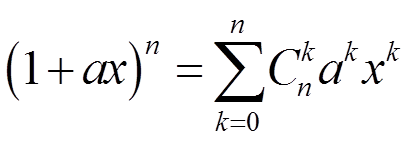 $(1+ax)^n = \sum_{k=0}^{n} C_n^k a^k x^k$